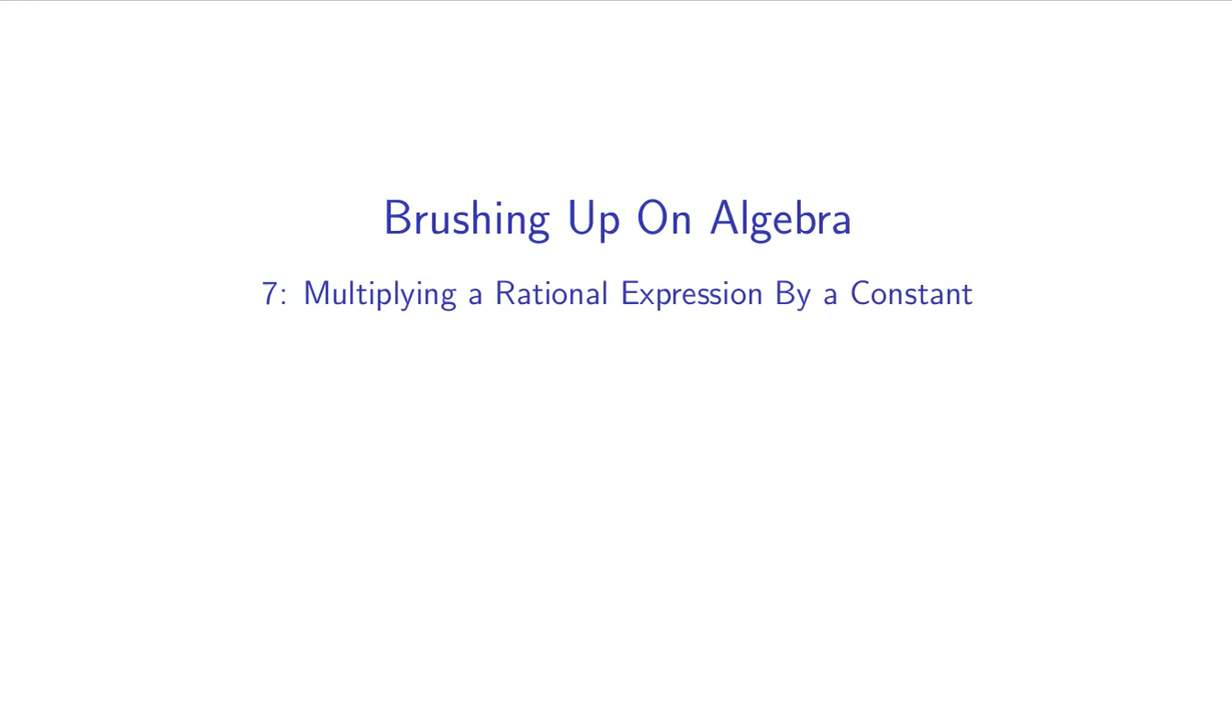 Brushing Up On Algebra
7: Multiplying a Rational Expression By a Constant